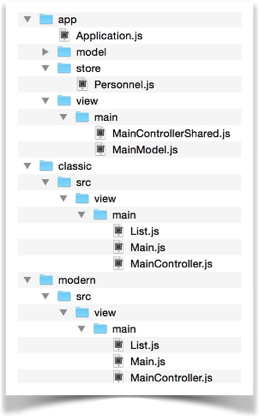 app
Application.js
model
store
Personnel.js
view
main
MainControllerShared.js
MainModel.js
classic
src
view
main
List.js
Main.js
MainController.js
modern
src
view
main
List.js
Main.js
MainController.js